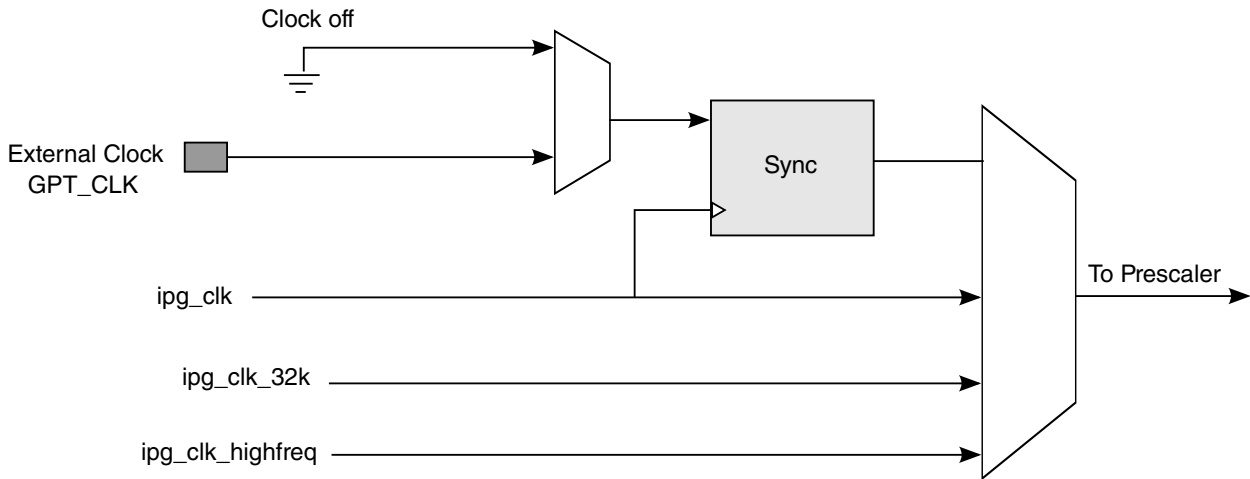 Clock off
External Clock
GPT_CLK
Sync
ipg_clk
To Prescaler
ipg_clk_32k
ipg_clk_highfreq